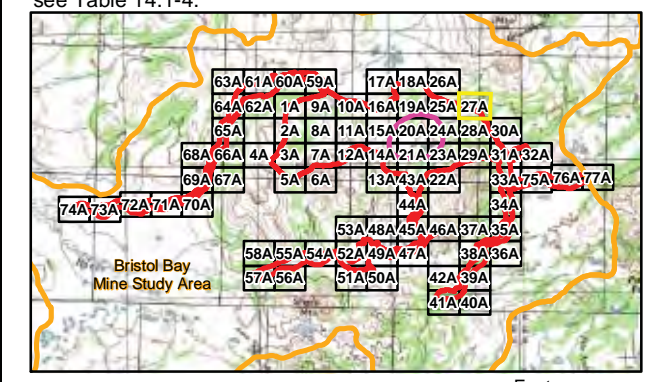 see Table 14.1-4.
63A 61A 60A 59A 17A 18A 26A
64A 62A 1A 9A 10A 16A 19A 25A 27A
65A 2A 8A 11A 15A 20A 24A 28A 30A
68A 66A 4A 3A 7A 12A 14A 21A 23A 29A 31A 32A
69A 67A 5A 6A 13A 43A 22A 33A 75A 76A 77A
74A 73A 72A 71A 70A 44A 34A
53A 48A 45A 46A 37A 35A
58A 55A 54A 52A 49A 47A 38A 36A
57A 56A 51A 50A 42A 39A
41A 40A
Bristol Bay
Mine Study Area